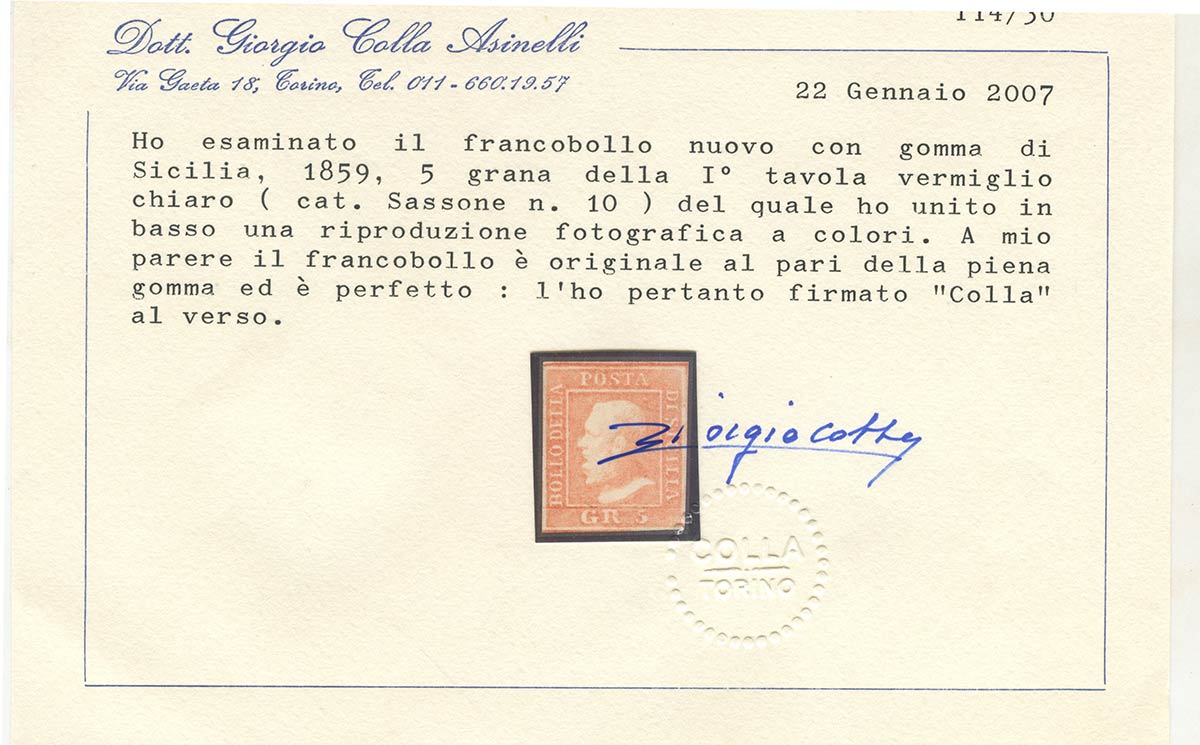 Dott. Giorgio Colla Asinelli
Via Gaeta 18, Torino, Tel. 011 - 660.19.57
22 Gennaio 2007
Ho esaminato il francobollo nuovo con gomma di
Sicilia, 1859, 5 grana della I° tavola vermiglio
chiaro ( cat. Sassone n. 10 ) del quale ho unito in
basso una riproduzione fotografica a colori. A mio
parere il francobollo è originale al pari della piena
gomma ed è perfetto : l'ho pertanto firmato "Colla"
al verso.
BOLLO DELLA
POSTA
DI SICILIA
GR 5
Giorgio Colla
COLLA
TORINO